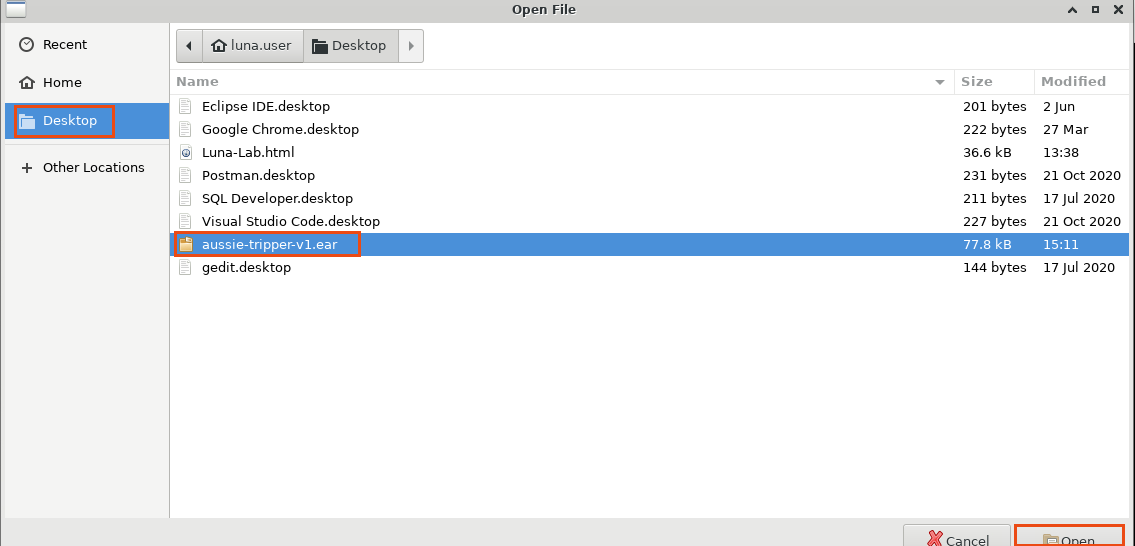 Open File
Recent
Home
Desktop
Other Locations
luna.user Desktop
Name Size Modified
Eclipse IDE.desktop 201 bytes 2 Jun
Google Chrome.desktop 222 bytes 27 Mar
Luna-Lab.html 36.6 kB 13:38
Postman.desktop 231 bytes 21 Oct 2020
SQL Developer.desktop 211 bytes 17 Jul 2020
Visual Studio Code.desktop 227 bytes 21 Oct 2020
aussie-tripper-v1.ear 77.8 kB 15:11
gedit.desktop 144 bytes 17 Jul 2020
Cancel Open